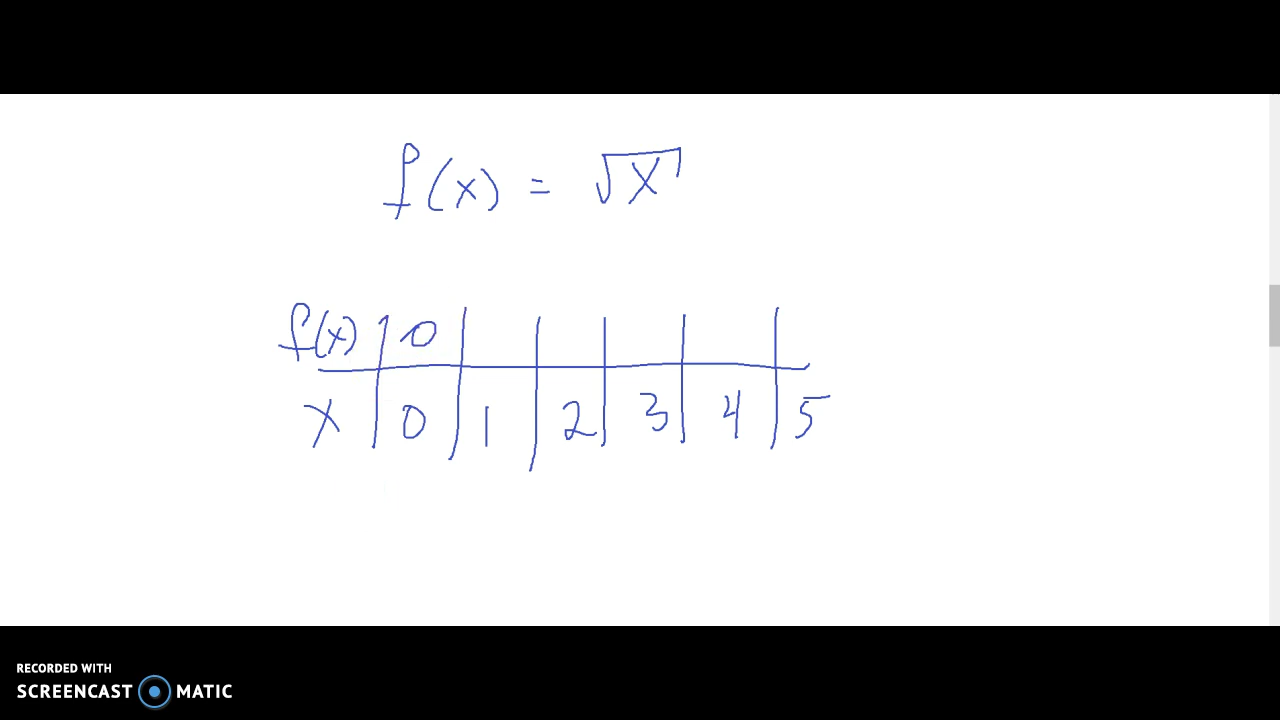 f(x) = √x
f(x) 0
x 0 1 2 3 4 5
RECORDED WITH
SCREENCAST MATIC